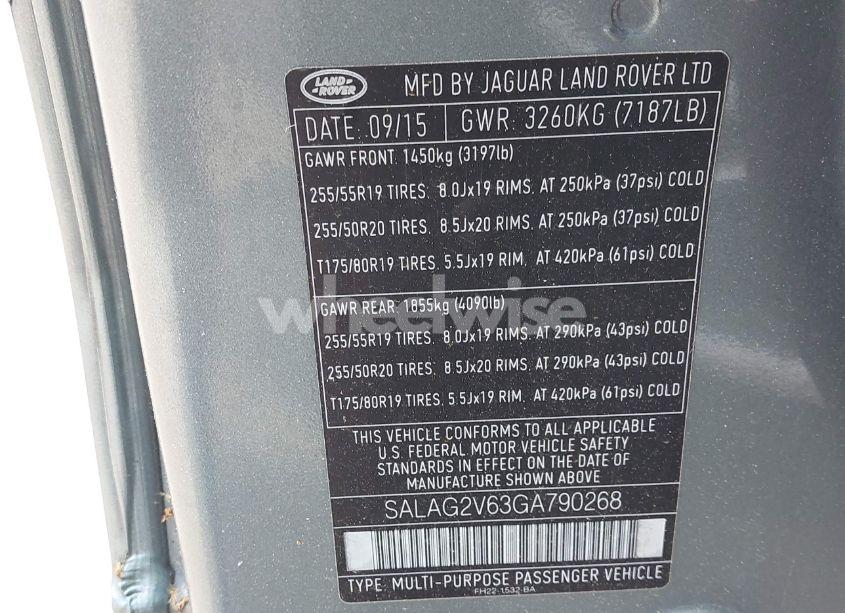 LAND ROVER MFD BY JAGUAR LAND ROVER LTD
DATE: 09/15 GWR: 3260KG (7187LB)
GAWR FRONT: 1450kg (3197lb)
255/55R19 TIRES: 8.0Jx19 RIMS. AT 250kPa (37psi) COLD
255/50R20 TIRES: 8.5Jx20 RIMS. AT 250kPa (37psi) COLD
T175/80R19 TIRES. 5.5Jx19 RIM. AT 420kPa (61psi) COLD
wheelwise
GAWR REAR: 1855kg (4090lb)
255/55R19 TIRES: 8.0Jx19 RIMS. AT 290kPa (43psi) COLD
255/50R20 TIRES: 8.5Jx20 RIMS. AT 290kPa (43psi) COLD
T175/80R19 TIRES. 5.5Jx19 RIM. AT 420kPa (61psi) COLD
THIS VEHICLE CONFORMS TO ALL APPLICABLE
U.S. FEDERAL MOTOR VEHICLE SAFETY
STANDARDS IN EFFECT ON THE DATE OF
MANUFACTURE SHOWN ABOVE
SALAG2V63GA790268
TYPE: MULTI-PURPOSE PASSENGER VEHICLE
FH22-1532-BA